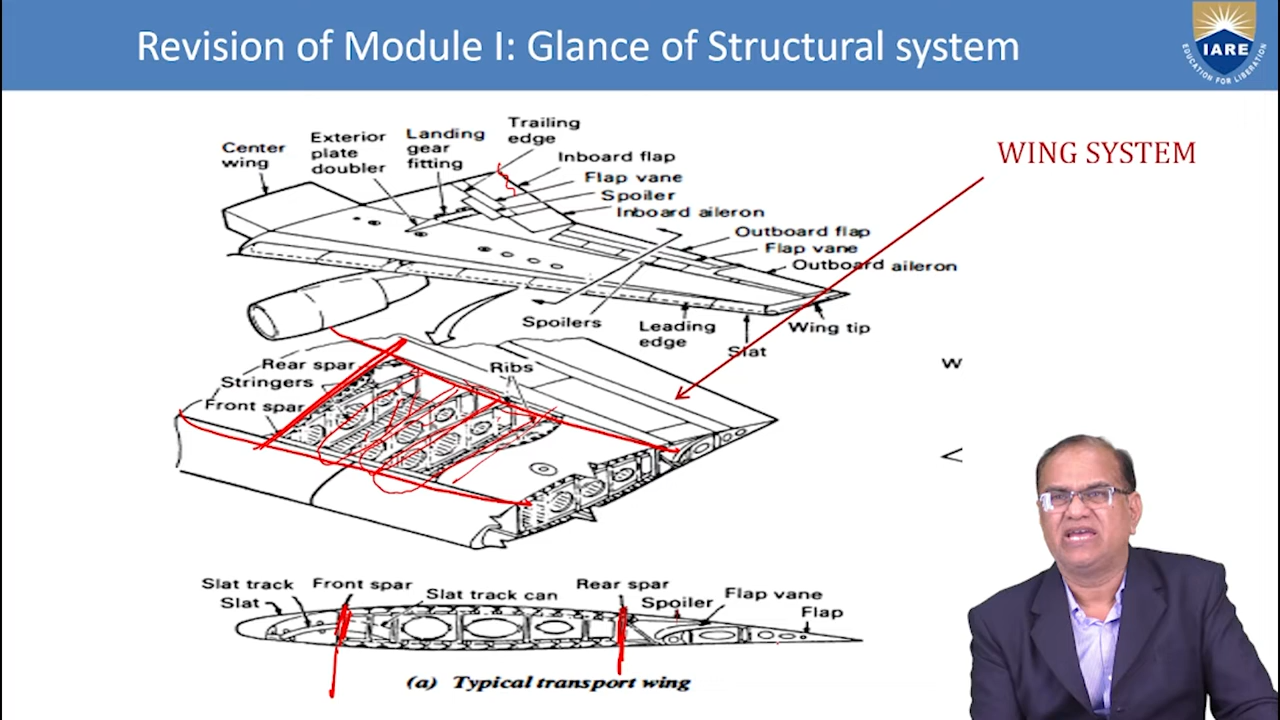 Revision of Module I: Glance of Structural system
IARE
EDUCATION FOR LIBERATION
WING SYSTEM
Center
wing
Exterior
plate
doubler
Landing
gear
fitting
Trailing
edge
Inboard flap
Flap vane
Spoiler
Inboard aileron
Outboard flap
Flap vane
Outboard aileron
Spoilers
Leading
edge
Slat
Wing tip
Rear spar
Stringers
Front spar
Ribs
W
<
Slat track
Slat
Front spar
Slat track can
Rear spar
Spoiler
Flap vane
Flap
(a) Typical transport wing